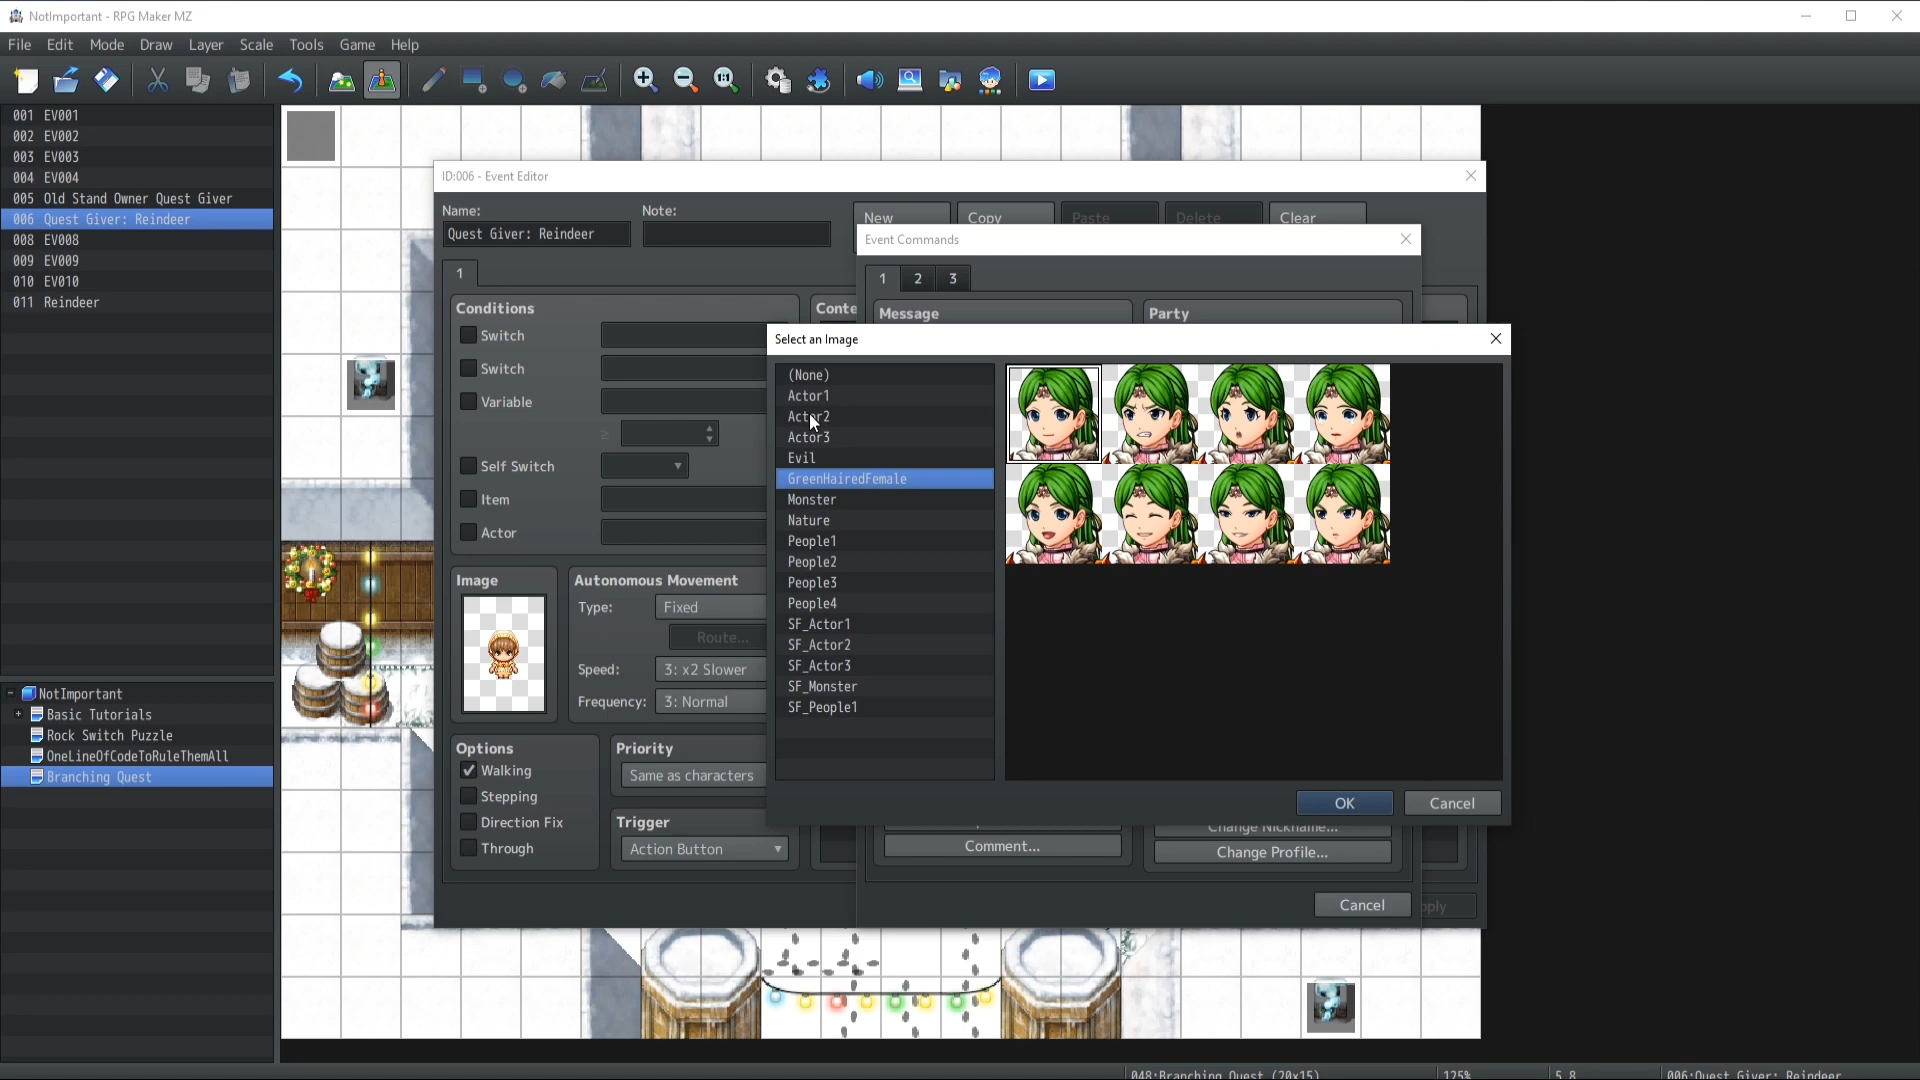 NotImportant - RPG Maker MZ
File Edit Mode Draw Layer Scale Tools Game Help
1:1
001 EV001
002 EV002
003 EV003
004 EV004
005 Old Stand Owner Quest Giver
006 Quest Giver: Reindeer
008 EV008
009 EV009
010 EV010
011 Reindeer
NotImportant
Basic Tutorials
Rock Switch Puzzle
OneLineOfCodeToRuleThemAll
Branching Quest
ID:006 - Event Editor
Name: Note:
Quest Giver: Reindeer
New Copy Paste Delete Clear
1
Conditions
Switch
Switch
Variable
≥
Self Switch
Item
Actor
Conte
Image
Autonomous Movement
Type: Fixed
Route...
Speed: 3: x2 Slower
Frequency: 3: Normal
Options
Walking
Stepping
Direction Fix
Through
Priority
Same as characters
Trigger
Action Button
Event Commands
1 2 3
Message Party
Select an Image
(None)
Actor1
Actor2
Actor3
Evil
GreenHairedFemale
Monster
Nature
People1
People2
People3
People4
SF_Actor1
SF_Actor2
SF_Actor3
SF_Monster
SF_People1
OK Cancel
Change Nickname...
Comment... Change Profile...
Cancel
pply
048:Branching Quest (20x15) 125% 5,8 006:Quest Giver: Reindeer